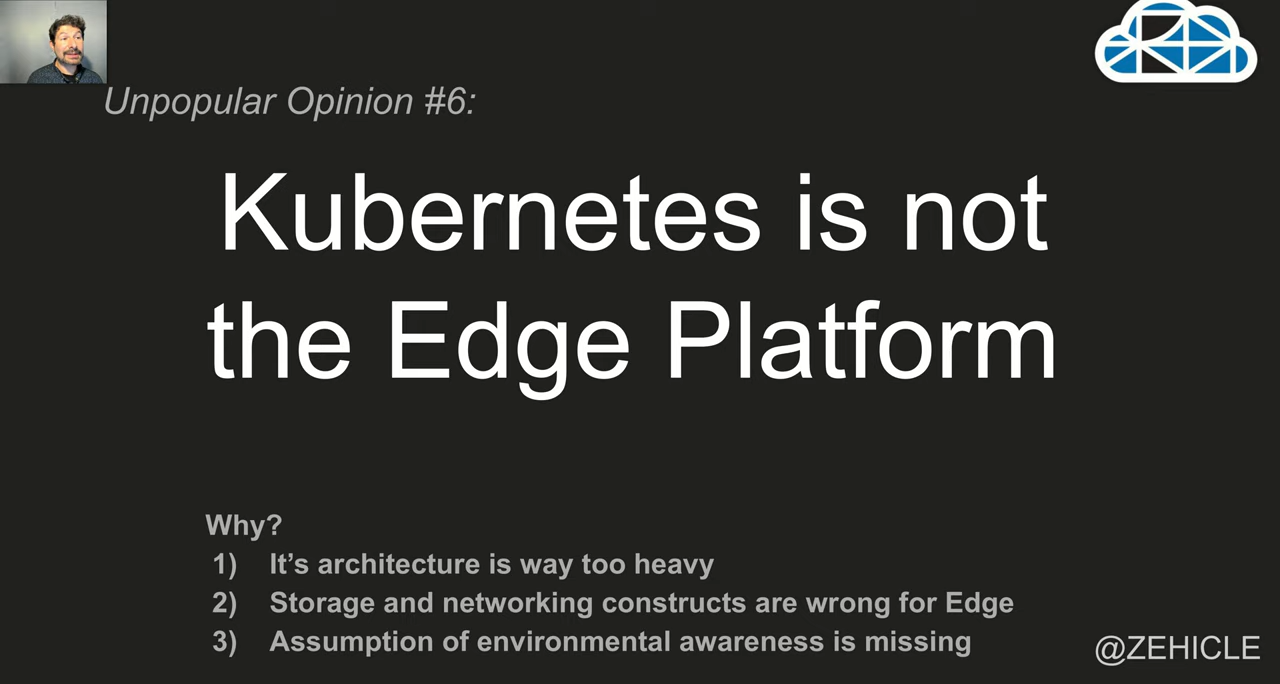 Unpopular Opinion #6:
Kubernetes is not
the Edge Platform
Why?
1) It’s architecture is way too heavy
2) Storage and networking constructs are wrong for Edge
3) Assumption of environmental awareness is missing
@ZEHICLE